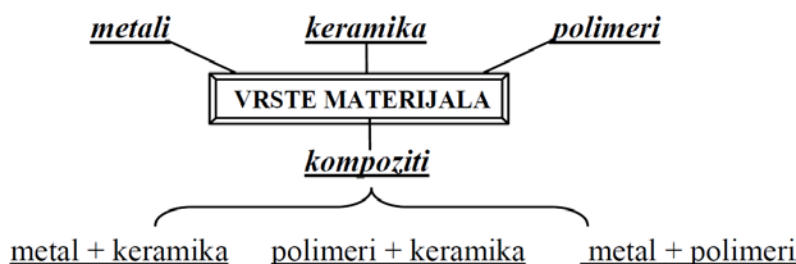 metali keramika polimeri
VRSTE MATERIJALA
kompoziti
metal + keramika polimeri + keramika metal + polimeri